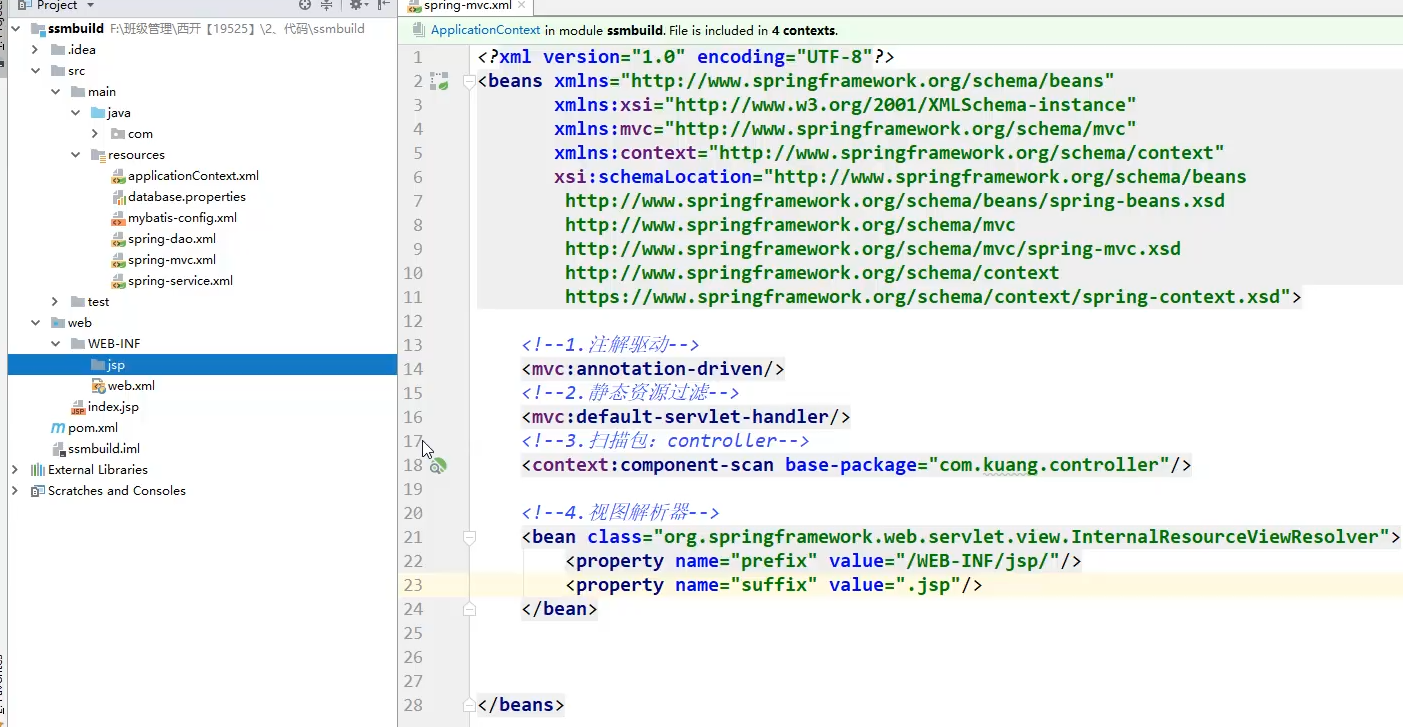 Project
ssmbuild F:\班级管理\西开【19525】\2、代码\ssmbuild
.idea
src
main
java
com
resources
applicationContext.xml
database.properties
mybatis-config.xml
spring-dao.xml
spring-mvc.xml
spring-service.xml
test
web
WEB-INF
jsp
web.xml
index.jsp
pom.xml
ssmbuild.iml
External Libraries
Scratches and Consoles
spring-mvc.xml
ApplicationContext in module ssmbuild. File is included in 4 contexts.
1 <?xml version="1.0" encoding="UTF-8"?>
2 <beans xmlns="http://www.springframework.org/schema/beans"
3 xmlns:xsi="http://www.w3.org/2001/XMLSchema-instance"
4 xmlns:mvc="http://www.springframework.org/schema/mvc"
5 xmlns:context="http://www.springframework.org/schema/context"
6 xsi:schemaLocation="http://www.springframework.org/schema/beans
7 http://www.springframework.org/schema/beans/spring-beans.xsd
8 http://www.springframework.org/schema/mvc
9 http://www.springframework.org/schema/mvc/spring-mvc.xsd
10 http://www.springframework.org/schema/context
11 https://www.springframework.org/schema/context/spring-context.xsd">
12
13 <!--1.注解驱动-->
14 <mvc:annotation-driven/>
15 <!--2.静态资源过滤-->
16 <mvc:default-servlet-handler/>
17 <!--3.扫描包：controller-->
18 <context:component-scan base-package="com.kuang.controller"/>
19
20 <!--4.视图解析器-->
21 <bean class="org.springframework.web.servlet.view.InternalResourceViewResolver">
22 <property name="prefix" value="/WEB-INF/jsp/"/>
23 <property name="suffix" value=".jsp"/>
24 </bean>
25
26
27
28 </beans>